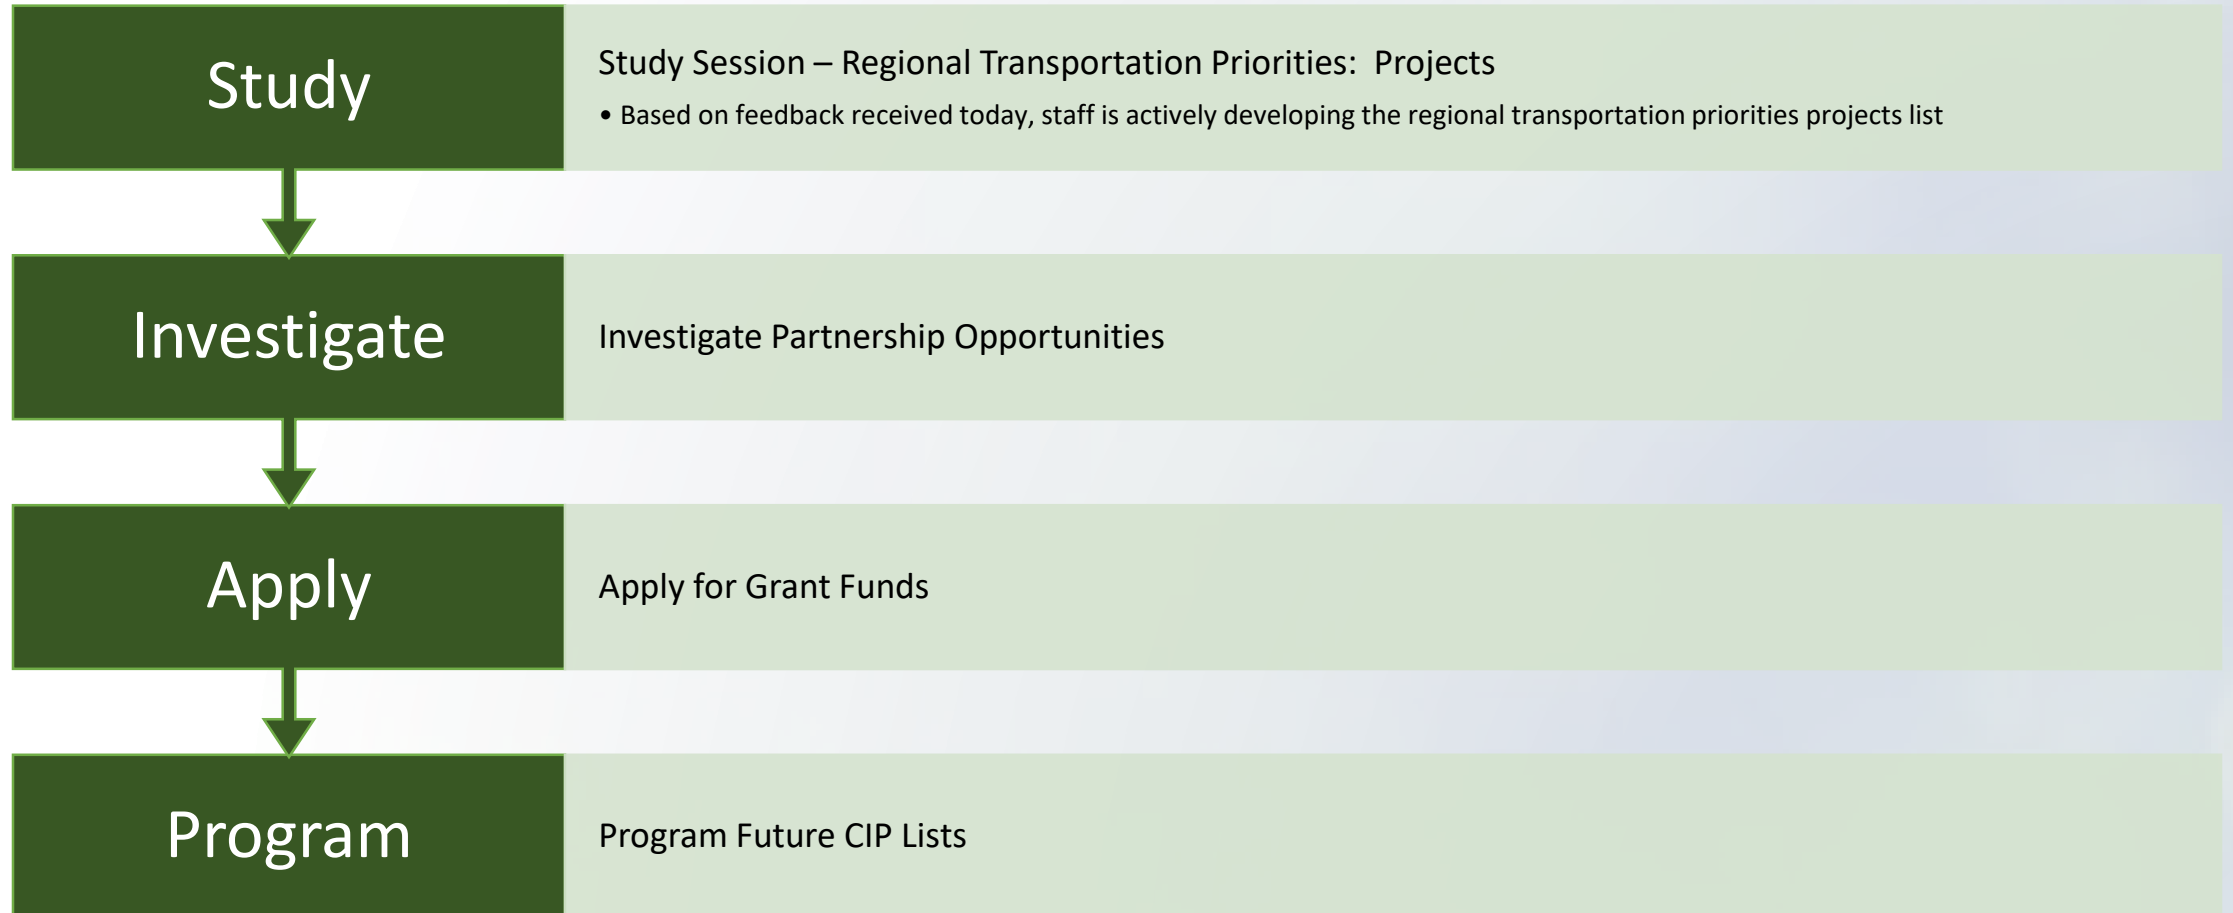 Study
Study Session – Regional Transportation Priorities:  Projects
• Based on feedback received today, staff is actively developing the regional transportation priorities projects list
Investigate
Investigate Partnership Opportunities
Apply
Apply for Grant Funds
Program
Program Future CIP Lists